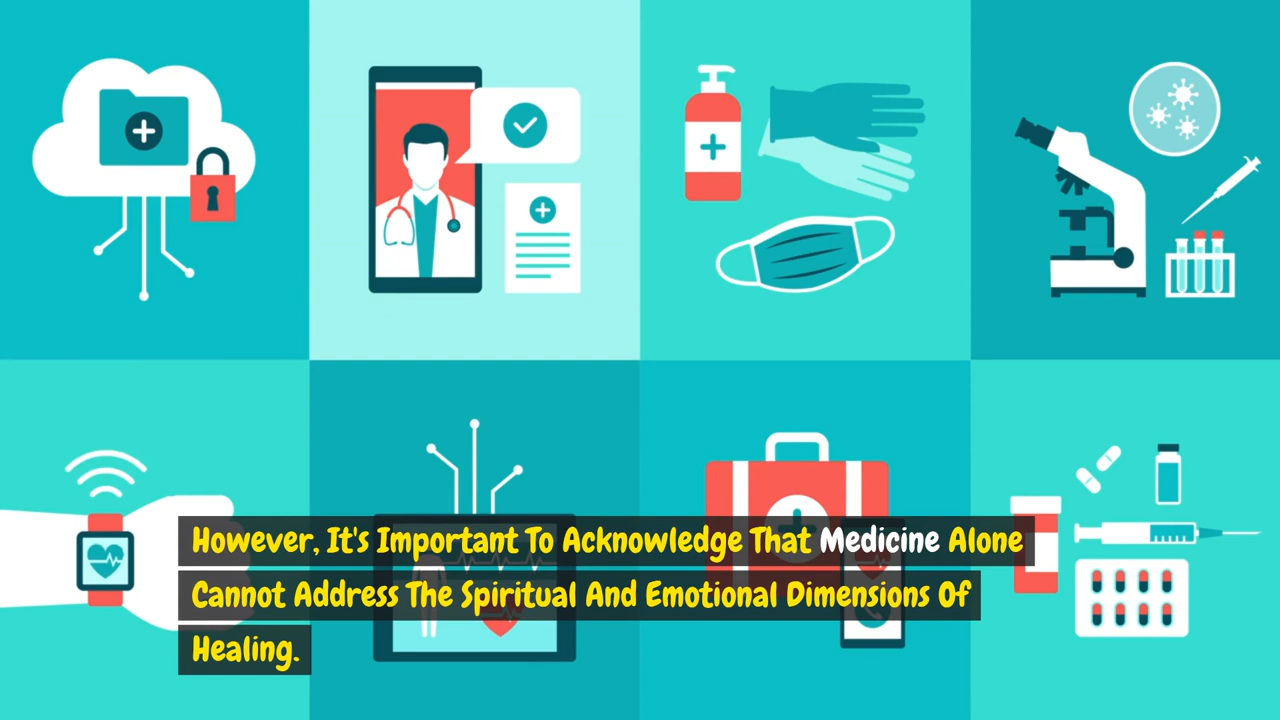 However, It's Important To Acknowledge That Medicine Alone
Cannot Address The Spiritual And Emotional Dimensions Of
Healing.